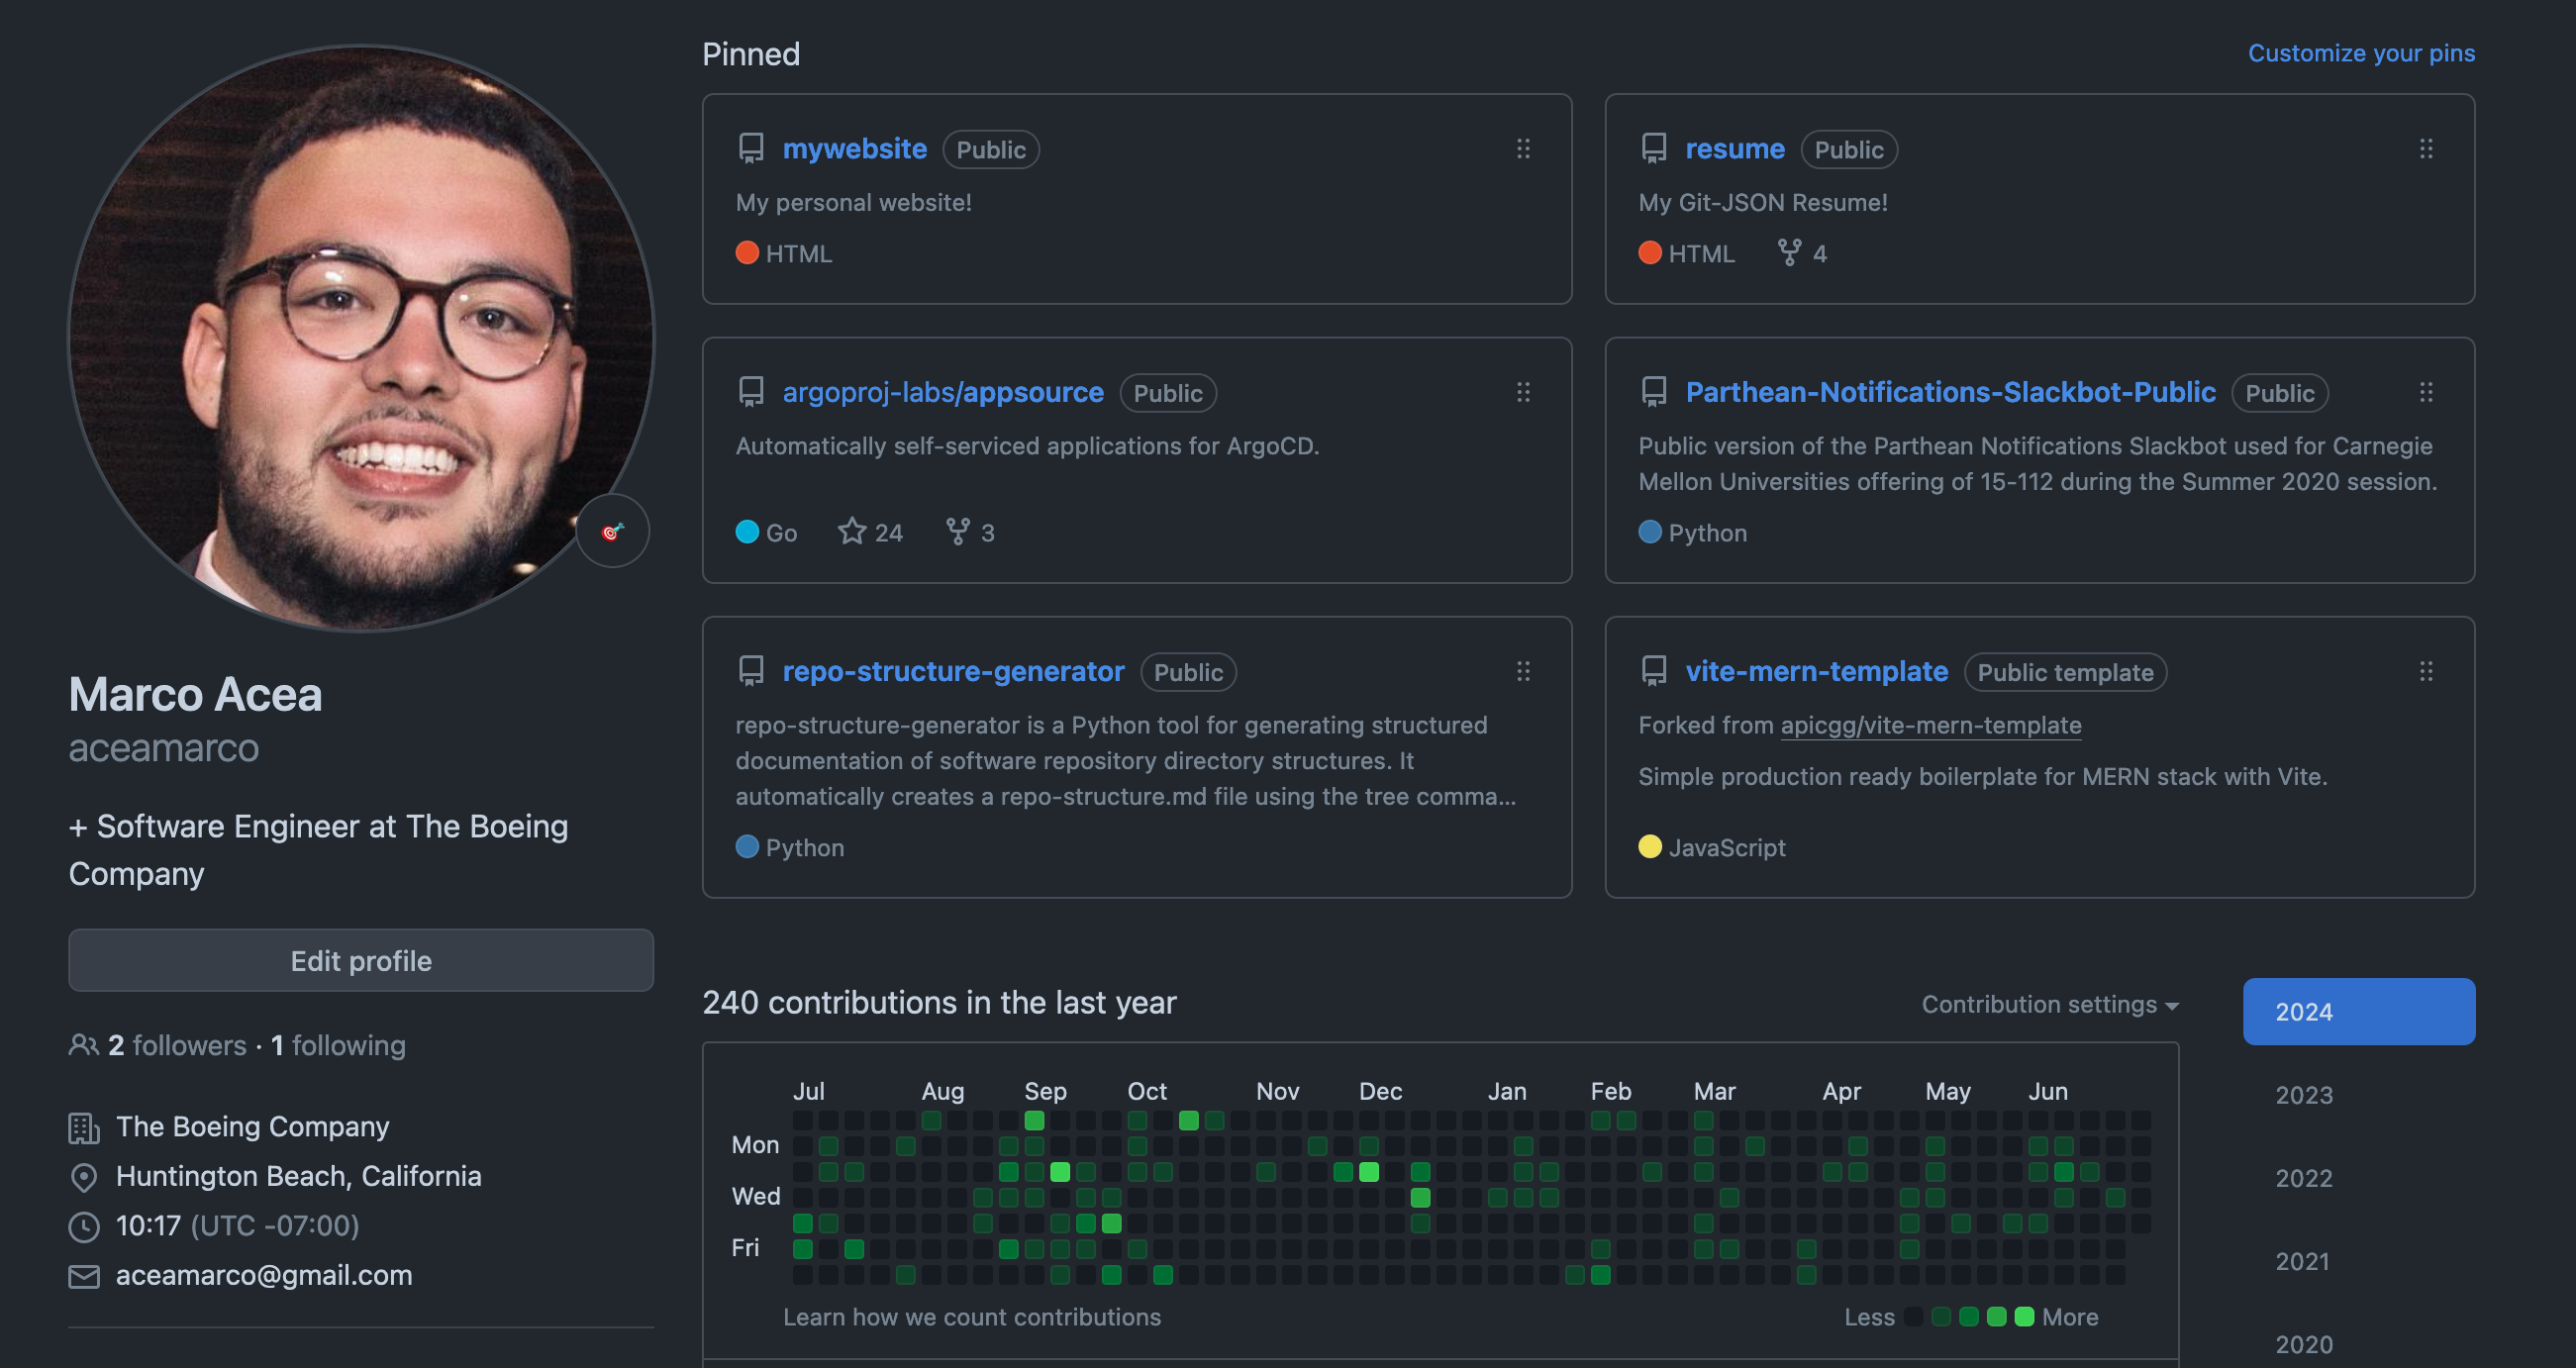 Marco Acea
aceamarco
+ Software Engineer at The Boeing
Company
Edit profile
2 followers · 1 following
The Boeing Company
Huntington Beach, California
10:17 (UTC -07:00)
aceamarco@gmail.com
Pinned
Customize your pins
mywebsite Public
My personal website!
HTML
resume Public
My Git-JSON Resume!
HTML 4
argoproj-labs/appsource Public
Automatically self-serviced applications for ArgoCD.
Go 24 3
Parthean-Notifications-Slackbot-Public Public
Public version of the Parthean Notifications Slackbot used for Carnegie
Mellon Universities offering of 15-112 during the Summer 2020 session.
Python
repo-structure-generator Public
repo-structure-generator is a Python tool for generating structured
documentation of software repository directory structures. It
automatically creates a repo-structure.md file using the tree comma...
Python
vite-mern-template Public template
Forked from apicgg/vite-mern-template
Simple production ready boilerplate for MERN stack with Vite.
JavaScript
240 contributions in the last year
Contribution settings
Jul Aug Sep Oct Nov Dec Jan Feb Mar Apr May Jun
Mon
Wed
Fri
Learn how we count contributions
Less More
2024
2023
2022
2021
2020